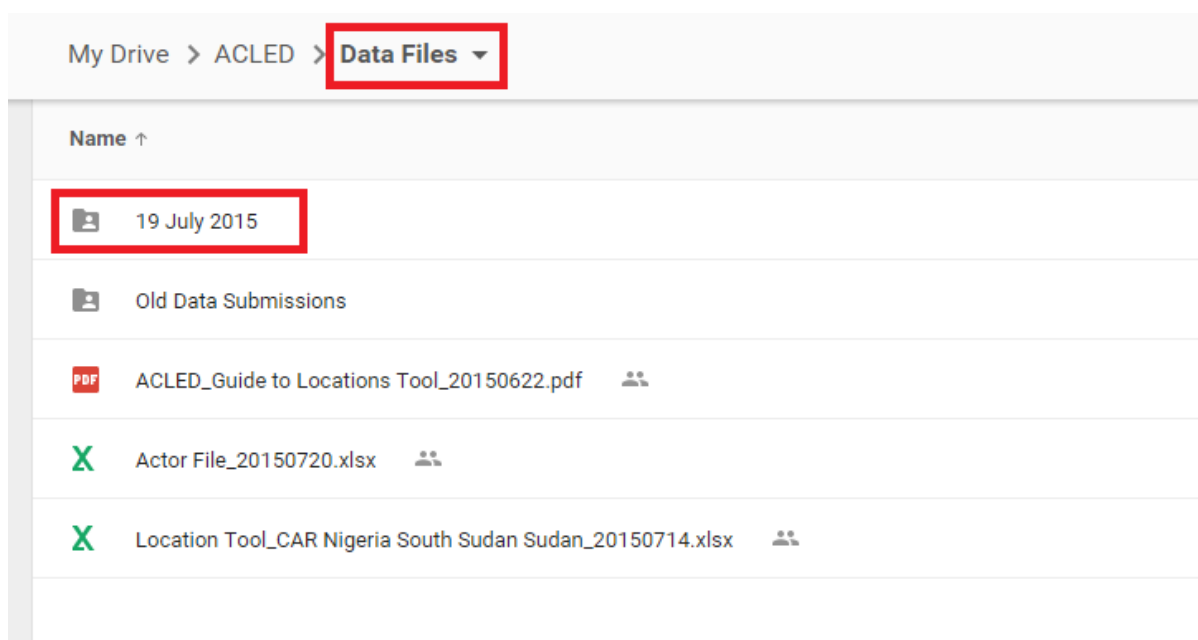 My Drive > ACLED > Data Files
Name ↑
19 July 2015
Old Data Submissions
PDF ACLED_Guide to Locations Tool_20150622.pdf
X Actor File_20150720.xlsx
X Location Tool_CAR Nigeria South Sudan Sudan_20150714.xlsx